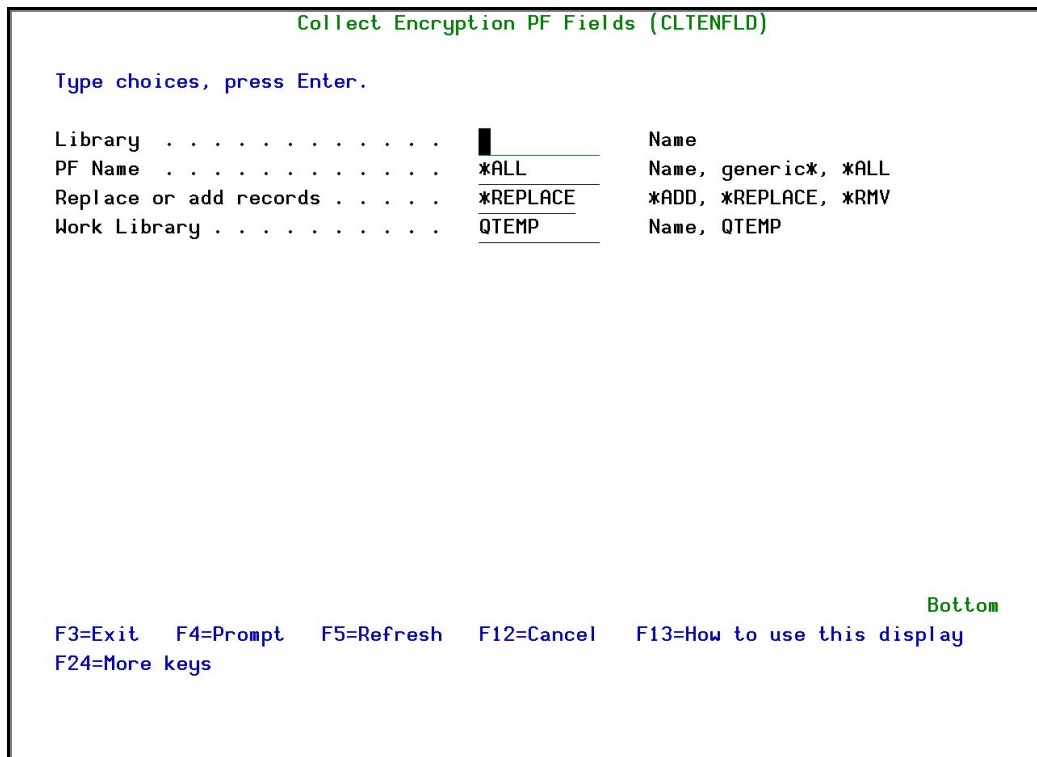 Collect Encryption PF Fields (CLTENFLD)
Type choices, press Enter.
Library . . . . . . . . . . . .   Name
PF Name . . . . . . . . . . . .   *ALL   Name, generic*, *ALL
Replace or add records . . . . .   *REPLACE   *ADD, *REPLACE, *RMV
Work Library . . . . . . . . . .   QTEMP   Name, QTEMP
Bottom
F3=Exit   F4=Prompt   F5=Refresh   F12=Cancel   F13=How to use this display
F24=More keys